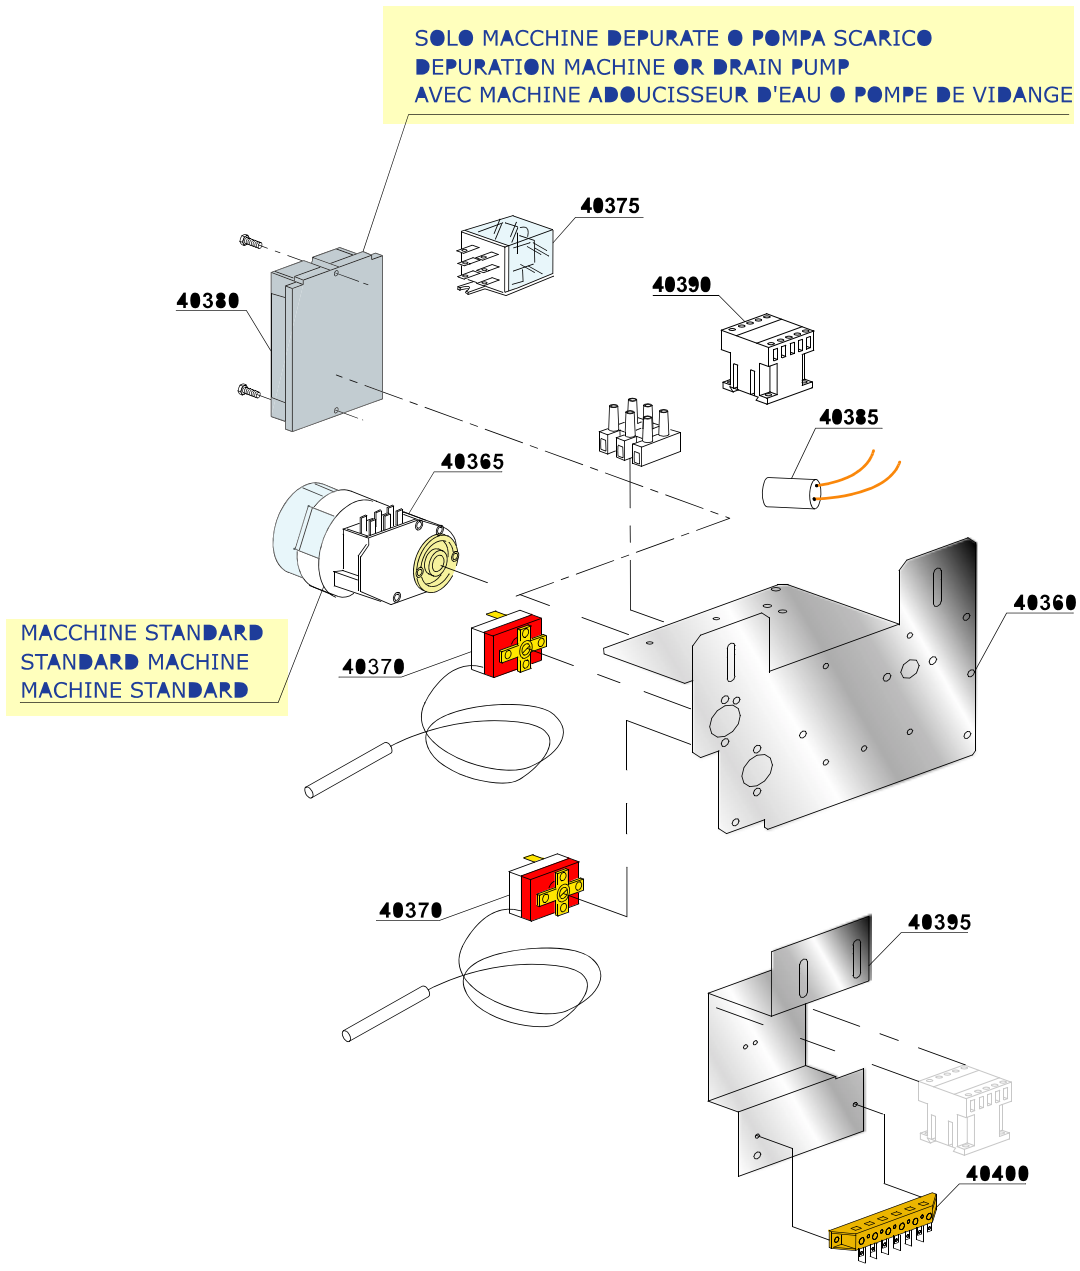 SOLO MACCHINE DEPURATE O POMPA SCARICO
DEPURATION MACHINE OR DRAIN PUMP
AVEC MACHINE ADOUCISSEUR D'EAU O POMPE DE VIDANGE
40375
40390
40380
40385
40365
40360
MACCHINE STANDARD
STANDARD MACHINE
MACHINE STANDARD
40370
40370
40395
40400